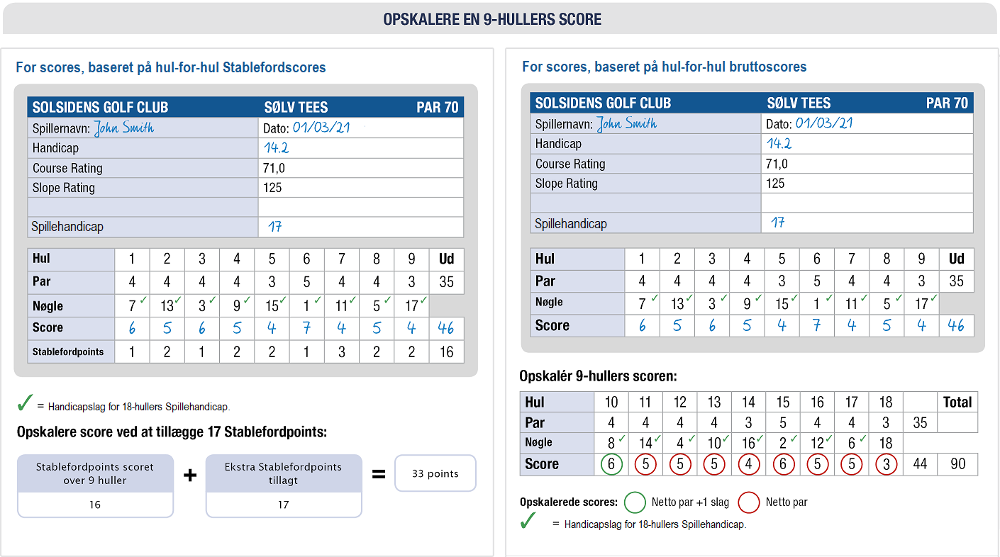 OPSKALERE EN 9-HULLERS SCORE
For scores, baseret på hul-for-hul Stablefordscores
SOLSIDENS GOLF CLUB SØLV TEES PAR 70
Spillernavn: John Smith Dato: 01/03/21
Handicap 14.2
Course Rating 71,0
Slope Rating 125
Spillehandicap 17
Hul 1 2 3 4 5 6 7 8 9 Ud
Par 4 4 4 4 3 5 4 4 3 35
Nøgle 7 ✓ 13 ✓ 3 ✓ 9 ✓ 15 ✓ 1 ✓ 11 ✓ 5 ✓ 17 ✓
Score 6 5 6 5 4 7 4 5 4 46
Stablefordpoints 1 2 1 2 2 1 3 2 2 16
✓ = Handicapslag for 18-hullers Spillehandicap.
Opskalere score ved at tillægge 17 Stablefordpoints:
Stablefordpoints scoret
over 9 huller
16
+
Ekstra Stablefordpoints
tillagt
17
=
33 points
For scores, baseret på hul-for-hul bruttoscores
SOLSIDENS GOLF CLUB SØLV TEES PAR 70
Spillernavn: John Smith Dato: 01/03/21
Handicap 14.2
Course Rating 71,0
Slope Rating 125
Spillehandicap 17
Hul 1 2 3 4 5 6 7 8 9 Ud
Par 4 4 4 4 3 5 4 4 3 35
Nøgle 7 ✓ 13 ✓ 3 ✓ 9 ✓ 15 ✓ 1 ✓ 11 ✓ 5 ✓ 17 ✓
Score 6 5 6 5 4 7 4 5 4 46
Opskalér 9-hullers scoren:
Hul 10 11 12 13 14 15 16 17 18 Total
Par 4 4 4 4 3 5 4 4 3 35
Nøgle 8 ✓ 14 ✓ 4 ✓ 10 ✓ 16 ✓ 2 ✓ 12 ✓ 6 ✓ 18
Score 6 5 5 5 4 6 5 5 3 44 90
Opskalerede scores: Netto par +1 slag Netto par
✓ = Handicapslag for 18-hullers Spillehandicap.